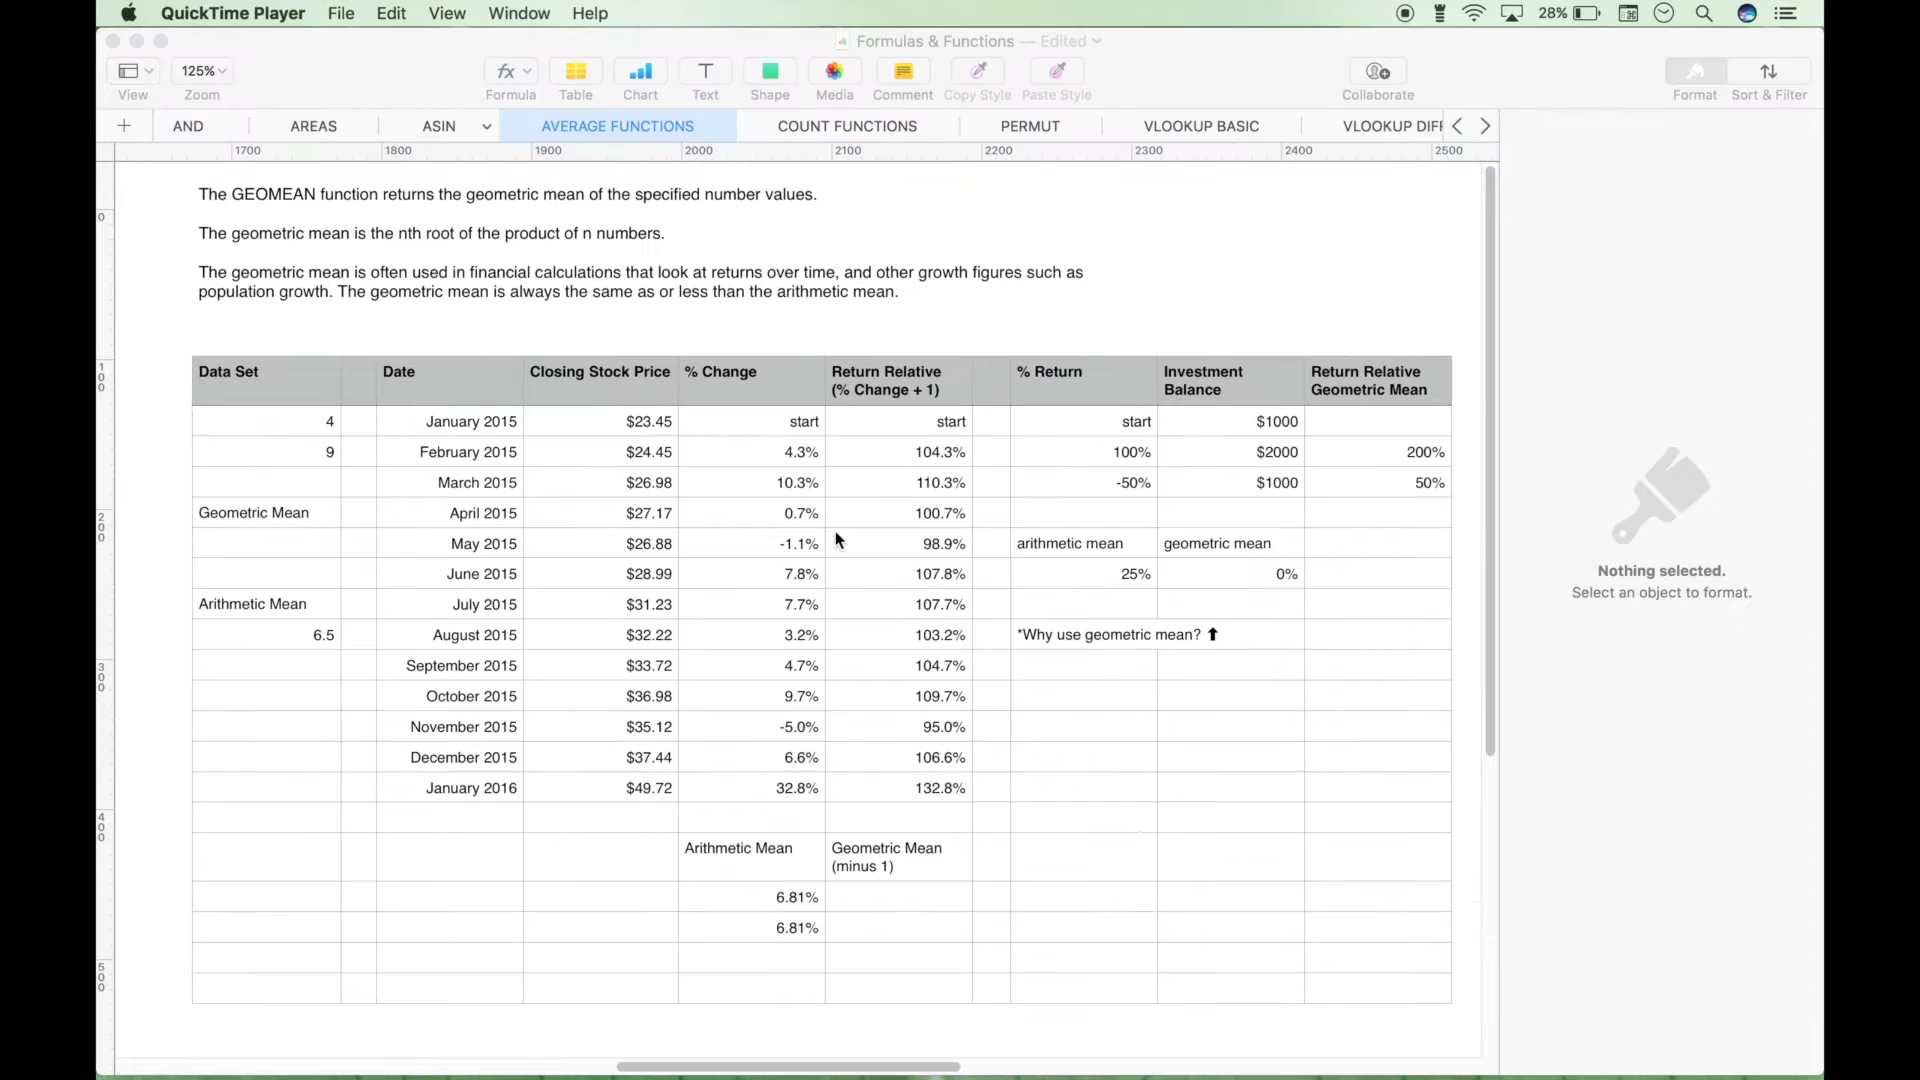 QuickTime Player File Edit View Window Help 28%
Formulas & Functions — Edited
125%
View Zoom Formula Table Chart Text Shape Media Comment Copy Style Paste Style Collaborate Format Sort & Filter
AND AREAS ASIN AVERAGE FUNCTIONS COUNT FUNCTIONS PERMUT VLOOKUP BASIC VLOOKUP DIFF
1700 1800 1900 2000 2100 2200 2300 2400 2500
0
100
200
300
400
500
The GEOMEAN function returns the geometric mean of the specified number values.
The geometric mean is the nth root of the product of n numbers.
The geometric mean is often used in financial calculations that look at returns over time, and other growth figures such as
population growth. The geometric mean is always the same as or less than the arithmetic mean.
Data Set Date Closing Stock Price % Change Return Relative % Return Investment Return Relative
(% Change + 1) Balance Geometric Mean
4 January 2015 $23.45 start start start $1000
9 February 2015 $24.45 4.3% 104.3% 100% $2000 200%
March 2015 $26.98 10.3% 110.3% -50% $1000 50%
Geometric Mean April 2015 $27.17 0.7% 100.7%
May 2015 $26.88 -1.1% 98.9% arithmetic mean geometric mean
June 2015 $28.99 7.8% 107.8% 25% 0%
Arithmetic Mean July 2015 $31.23 7.7% 107.7%
6.5 August 2015 $32.22 3.2% 103.2% *Why use geometric mean? ⬆
September 2015 $33.72 4.7% 104.7%
October 2015 $36.98 9.7% 109.7%
November 2015 $35.12 -5.0% 95.0%
December 2015 $37.44 6.6% 106.6%
January 2016 $49.72 32.8% 132.8%
Arithmetic Mean Geometric Mean
(minus 1)
6.81%
6.81%
Nothing selected.
Select an object to format.